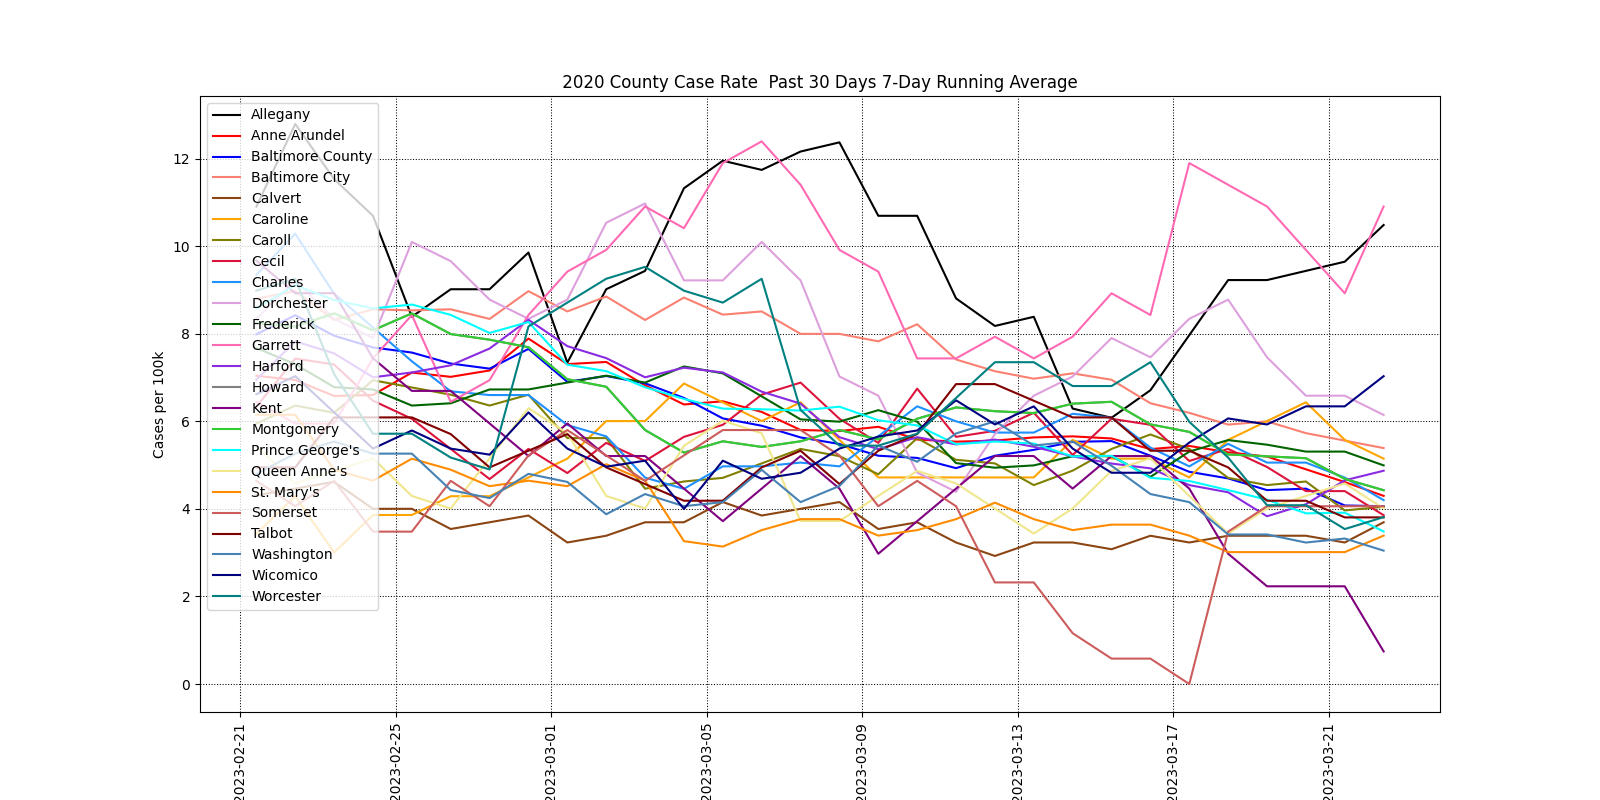 2020 County Case Rate  Past 30 Days 7-Day Running Average
Cases per 100k
12
10
8
6
4
2
0
Allegany
Anne Arundel
Baltimore County
Baltimore City
Calvert
Caroline
Caroll
Cecil
Charles
Dorchester
Frederick
Garrett
Harford
Howard
Kent
Montgomery
Prince George's
Queen Anne's
St. Mary's
Somerset
Talbot
Washington
Wicomico
Worcester
2023-02-21
2023-02-25
2023-03-01
2023-03-05
2023-03-09
2023-03-13
2023-03-17
2023-03-21